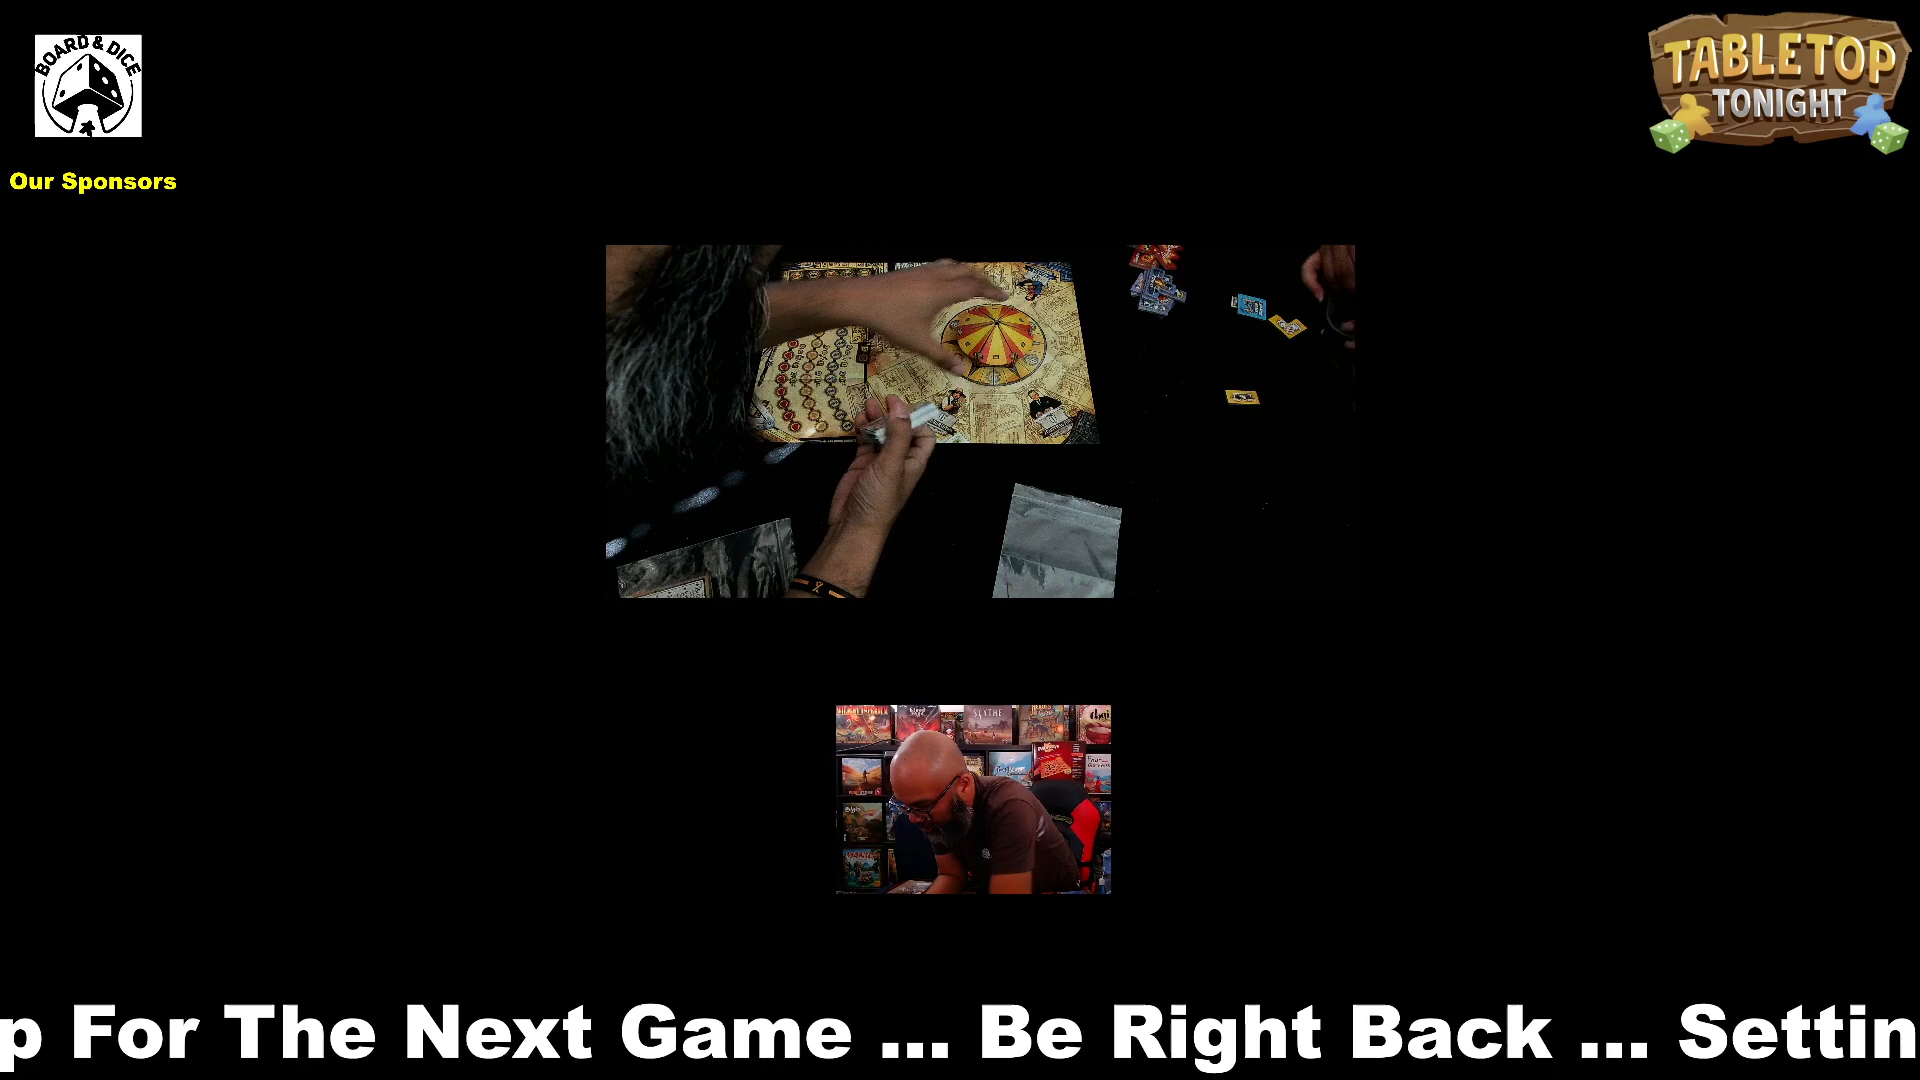 BOARD & DICE
TABLETOP
TONIGHT
Our Sponsors
SCYTHE
p For The Next Game ... Be Right Back ... Settin